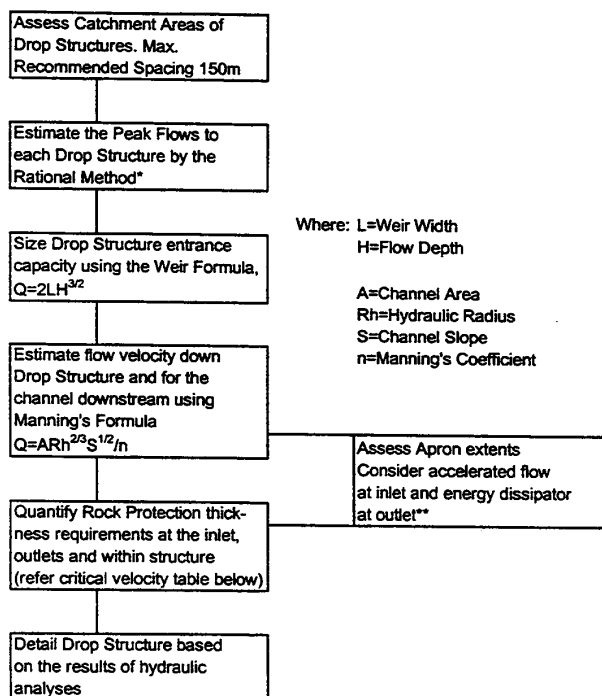 Assess Catchment Areas of
Drop Structures. Max.
Recommended Spacing 150m
Estimate the Peak Flows to
each Drop Structure by the
Rational Method*
Size Drop Structure entrance
capacity using the Weir Formula,
Q=2LH^3/2
Where: L=Weir Width
H=Flow Depth
A=Channel Area
Rh=Hydraulic Radius
S=Channel Slope
n=Manning's Coefficient
Estimate flow velocity down
Drop Structure and for the
channel downstream using
Manning's Formula
Q=ARh^2/3S^1/2/n
Assess Apron extents
Consider accelerated flow
at inlet and energy dissipator
at outlet**
Quantify Rock Protection thick-
ness requirements at the inlet,
outlets and within structure
(refer critical velocity table below)
Detail Drop Structure based
on the results of hydraulic
analyses